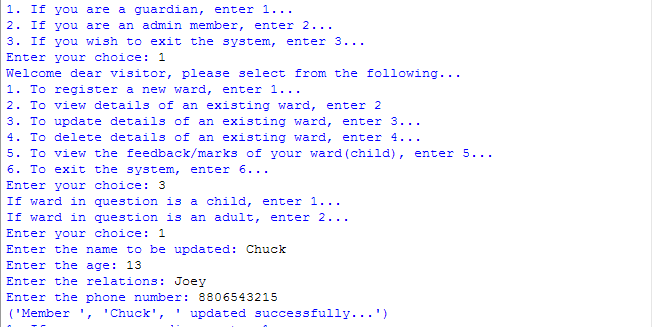 1. If you are a guardian, enter 1...
2. If you are an admin member, enter 2...
3. If you wish to exit the system, enter 3...
Enter your choice: 1
Welcome dear visitor, please select from the following...
1. To register a new ward, enter 1...
2. To view details of an existing ward, enter 2
3. To update details of an existing ward, enter 3...
4. To delete details of an existing ward, enter 4...
5. To view the feedback/marks of your ward(child), enter 5...
6. To exit the system, enter 6...
Enter your choice: 3
If ward in question is a child, enter 1...
If ward in question is an adult, enter 2...
Enter your choice: 1
Enter the name to be updated: Chuck
Enter the age: 13
Enter the relations: Joey
Enter the phone number: 8806543215
('Member ', 'Chuck', ' updated successfully...')